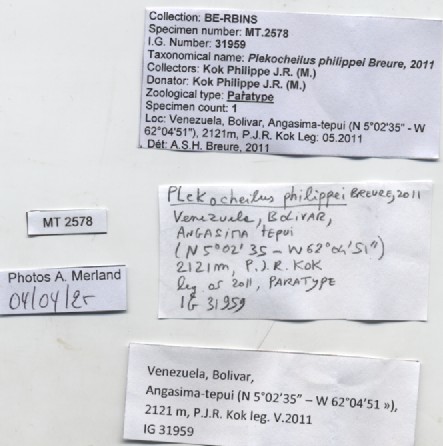 Collection: BE-RBINS
Specimen number: MT.2578
I.G. Number: 31959
Taxonomical name: Plekocheilus philippei Breure, 2011
Collectors: Kok Philippe J.R. (M.)
Donator: Kok Philippe J.R. (M.)
Zoological type: Paratype
Specimen count: 1
Loc: Venezuela, Bolivar, Angasima-tepui (N 5°02'35" - W
62°04'51"), 2121m, P.J.R. Kok Leg: 05.2011
Dét: A.S.H. Breure, 2011
MT 2578
Photos A. Merland
04/04/25
Plekocheilus philippei BREURE, 2011
Venezuela, BOLIVAR,
ANGASIMA tepui
(N 5°02' 35 - W 62°04' 51")
2121m, P.J.R. KOK
leg 05 2011, PARATYPE
IG 31959
Venezuela, Bolivar,
Angasima-tepui (N 5°02'35" – W 62°04'51 »),
2121 m, P.J.R. Kok leg. V.2011
IG 31959